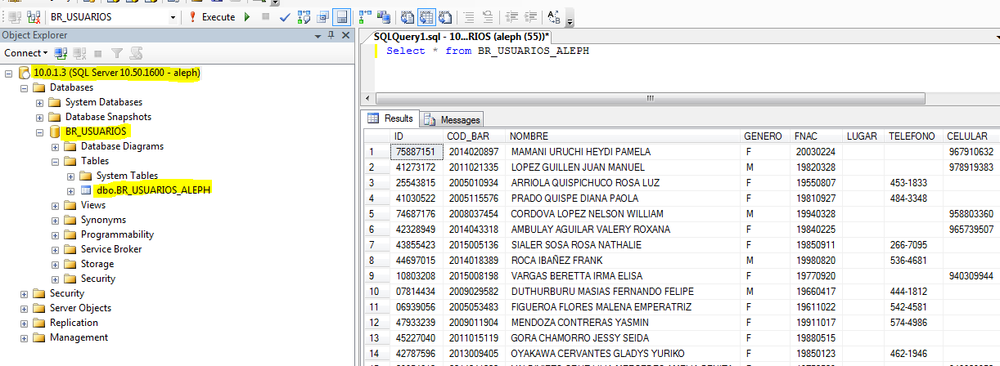 BR_USUARIOS Execute
Object Explorer
SQLQuery1.sql - 10...RIOS (aleph (55))*
Connect
Select * from BR_USUARIOS_ALEPH
10.0.1.3 (SQL Server 10.50.1600 - aleph)
Databases
System Databases
Database Snapshots
BR_USUARIOS
Database Diagrams
Tables
System Tables
dbo.BR_USUARIOS_ALEPH
Views
Synonyms
Programmability
Service Broker
Storage
Security
Security
Server Objects
Replication
Management
Results Messages
ID COD_BAR NOMBRE GENERO FNAC LUGAR TELEFONO CELULAR
1 75887151 2014020897 MAMANI URUCHI HEYDI PAMELA F 20030224 967910632
2 41273172 2011021335 LOPEZ GUILLEN JUAN MANUEL M 19820328 978919383
3 25543815 2005010934 ARRIOLA QUISPICHUCO ROSA LUZ F 19550807 453-1833
4 41030522 2005115576 PRADO QUISPE DIANA PAOLA F 19810927 484-3348
5 74687176 2008037454 CORDOVA LOPEZ NELSON WILLIAM M 19940328 958803360
6 42328949 2014043318 AMBULAY AGUILAR VALERY ROXANA F 19840225 965739507
7 43855423 2015005136 SIALER SOSA ROSA NATHALIE F 19850911 266-7095
8 44697015 2014018389 ROCA IBAÑEZ FRANK M 19980820 536-4681
9 10803208 2015008198 VARGAS BERETTA IRMA ELISA F 19770920 940309944
10 07814434 2009029582 DUTHURBURU MASIAS FERNANDO FELIPE M 19660417 444-1812
11 06939056 2005053483 FIGUEROA FLORES MALENA EMPERATRIZ F 19611022 542-4581
12 47933239 2009011904 MENDOZA CONTRERAS YASMIN F 19911017 574-4986
13 45227040 2011015119 GORA CHAMORRO JESSY SEIDA F 19880515
14 42787596 2013009405 OYAKAWA CERVANTES GLADYS YURIKO F 19850123 462-1946